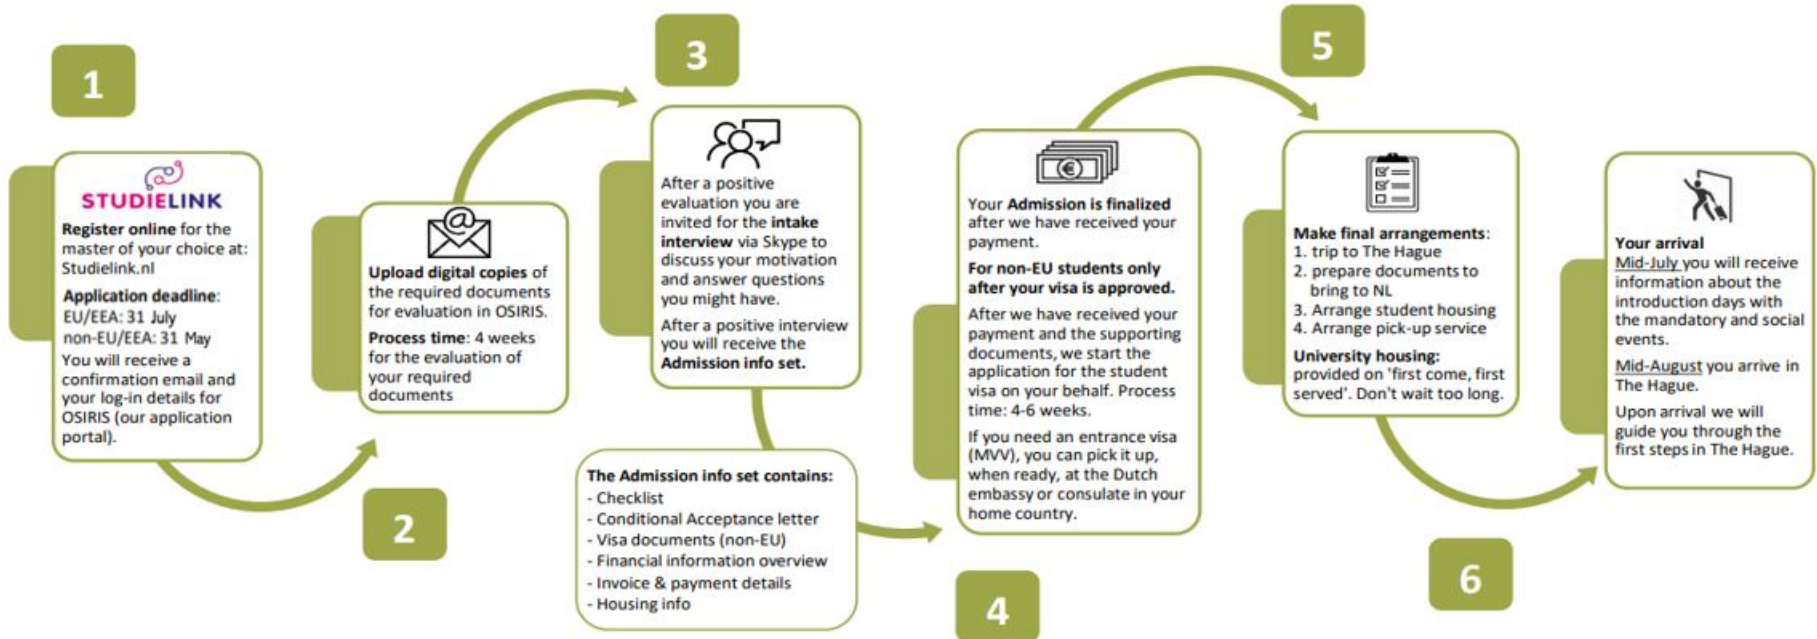 1
STUDIELINK
Register online for the
master of your choice at:
Studielink.nl
Application deadline:
EU/EEA: 31 July
non-EU/EEA: 31 May
You will receive a
confirmation email and
your log-in details for
OSIRIS (our application
portal).
2
@
Upload digital copies of
the required documents
for evaluation in OSIRIS.
Process time: 4 weeks
for the evaluation of
your required
documents
3
After a positive
evaluation you are
invited for the intake
interview via Skype to
discuss your motivation
and answer questions
you might have.
After a positive interview
you will receive the
Admission info set.
The Admission info set contains:
- Checklist
- Conditional Acceptance letter
- Visa documents (non-EU)
- Financial information overview
- Invoice & payment details
- Housing info
4
€
Your Admission is finalized
after we have received your
payment.
For non-EU students only
after your visa is approved.
After we have received your
payment and the supporting
documents, we start the
application for the student
visa on your behalf. Process
time: 4-6 weeks.
If you need an entrance visa
(MVV), you can pick it up,
when ready, at the Dutch
embassy or consulate in your
home country.
5
Make final arrangements:
1. trip to The Hague
2. prepare documents to
bring to NL
3. Arrange student housing
4. Arrange pick-up service
University housing:
provided on 'first come, first
served'. Don't wait too long.
6
Your arrival
Mid-July you will receive
information about the
introduction days with
the mandatory and social
events.
Mid-August you arrive in
The Hague.
Upon arrival we will
guide you through the
first steps in The Hague.